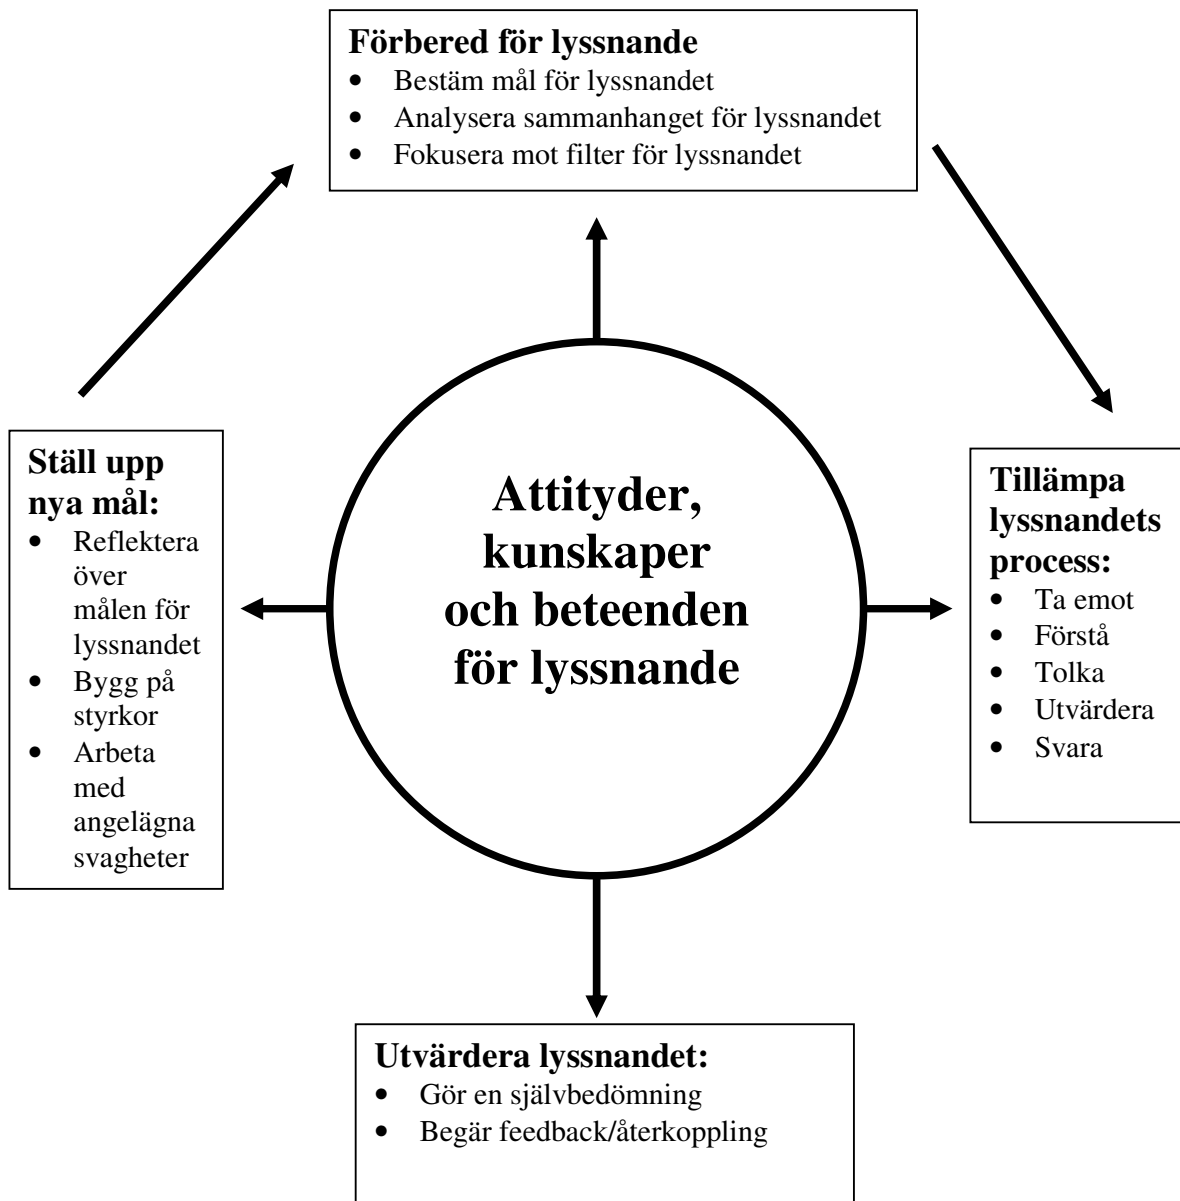 Förbered för lyssnande
• Bestäm mål för lyssnandet
• Analysera sammanhanget för lyssnandet
• Fokusera mot filter för lyssnandet
Ställ upp
nya mål:
• Reflektera
över
målen för
lyssnandet
• Bygg på
styrkor
• Arbeta
med
angelägna
svagheter
Attityder,
kunskaper
och beteenden
för lyssnande
Tillämpa
lyssnandets
process:
• Ta emot
• Förstå
• Tolka
• Utvärdera
• Svara
Utvärdera lyssnandet:
• Gör en självbedömning
• Begär feedback/återkoppling